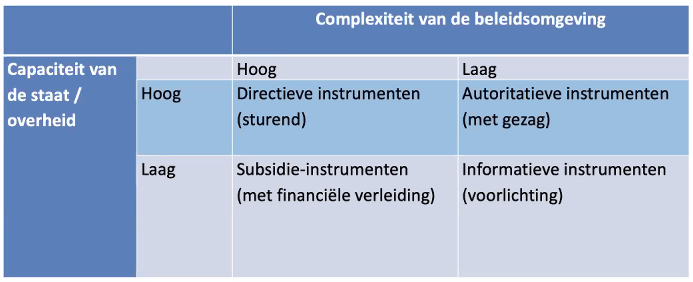 Complexiteit van de beleidsomgeving
Capaciteit van
de staat /
overheid
Hoog
Laag
Hoog
Directieve instrumenten
(sturend)
Autoritatieve instrumenten
(met gezag)
Laag
Subsidie-instrumenten
(met financiële verleiding)
Informatieve instrumenten
(voorlichting)